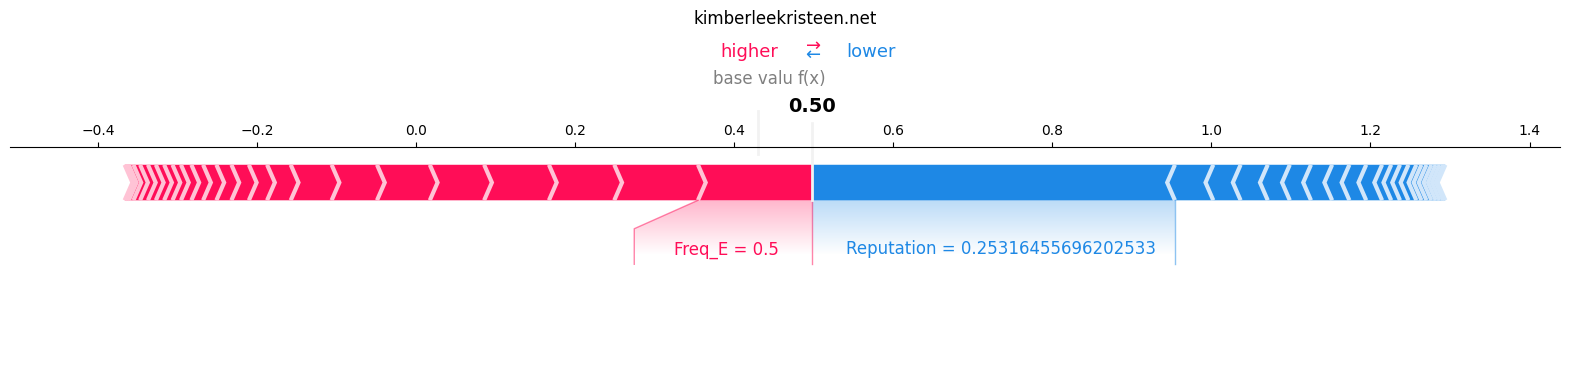 kimberleekristeen.net
higher ⇄ lower
base valu f(x)
0.50
−0.4 −0.2 0.0 0.2 0.4 0.6 0.8 1.0 1.2 1.4
Freq_E = 0.5 Reputation = 0.25316455696202533